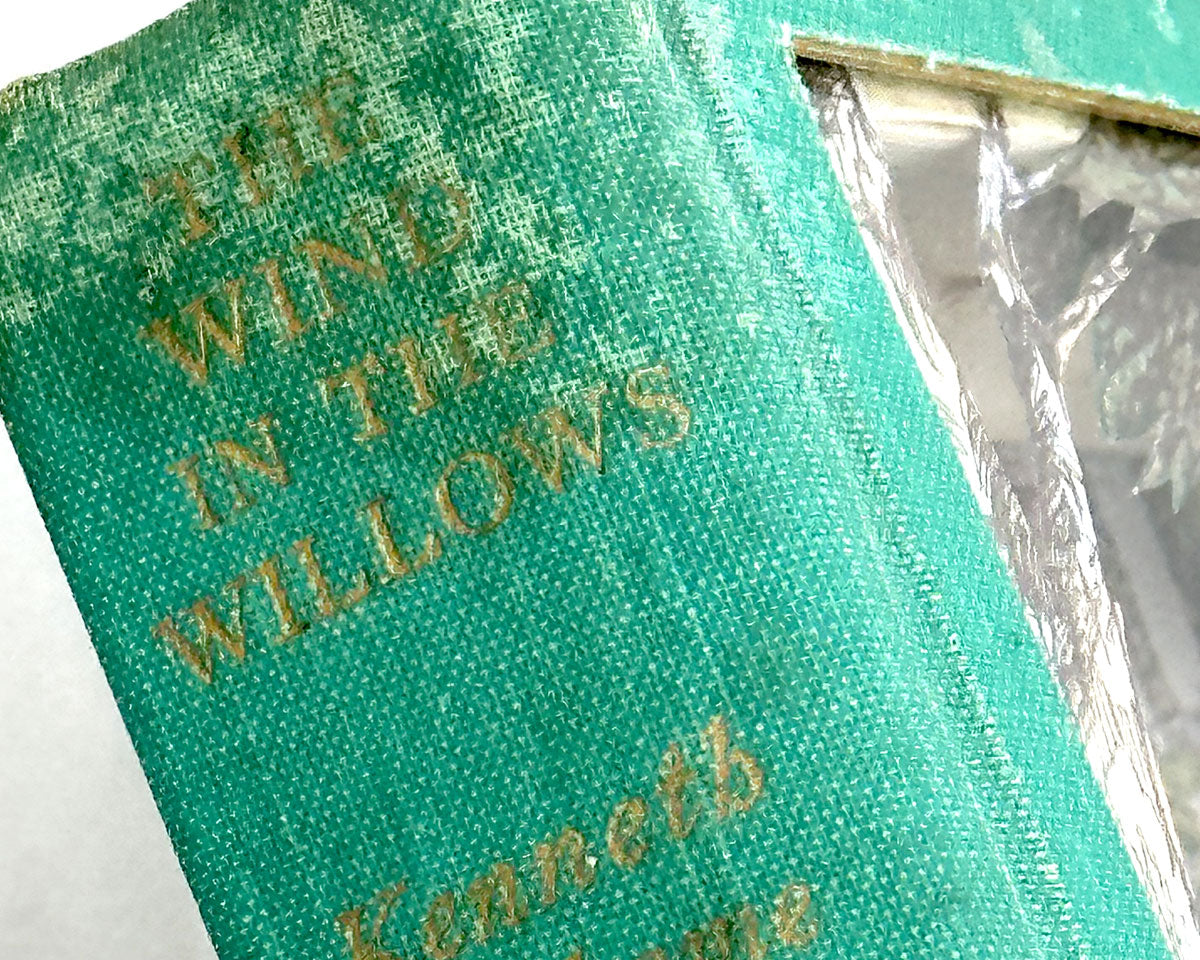 THE
WIND
IN THE
WILLOWS
Kenneth